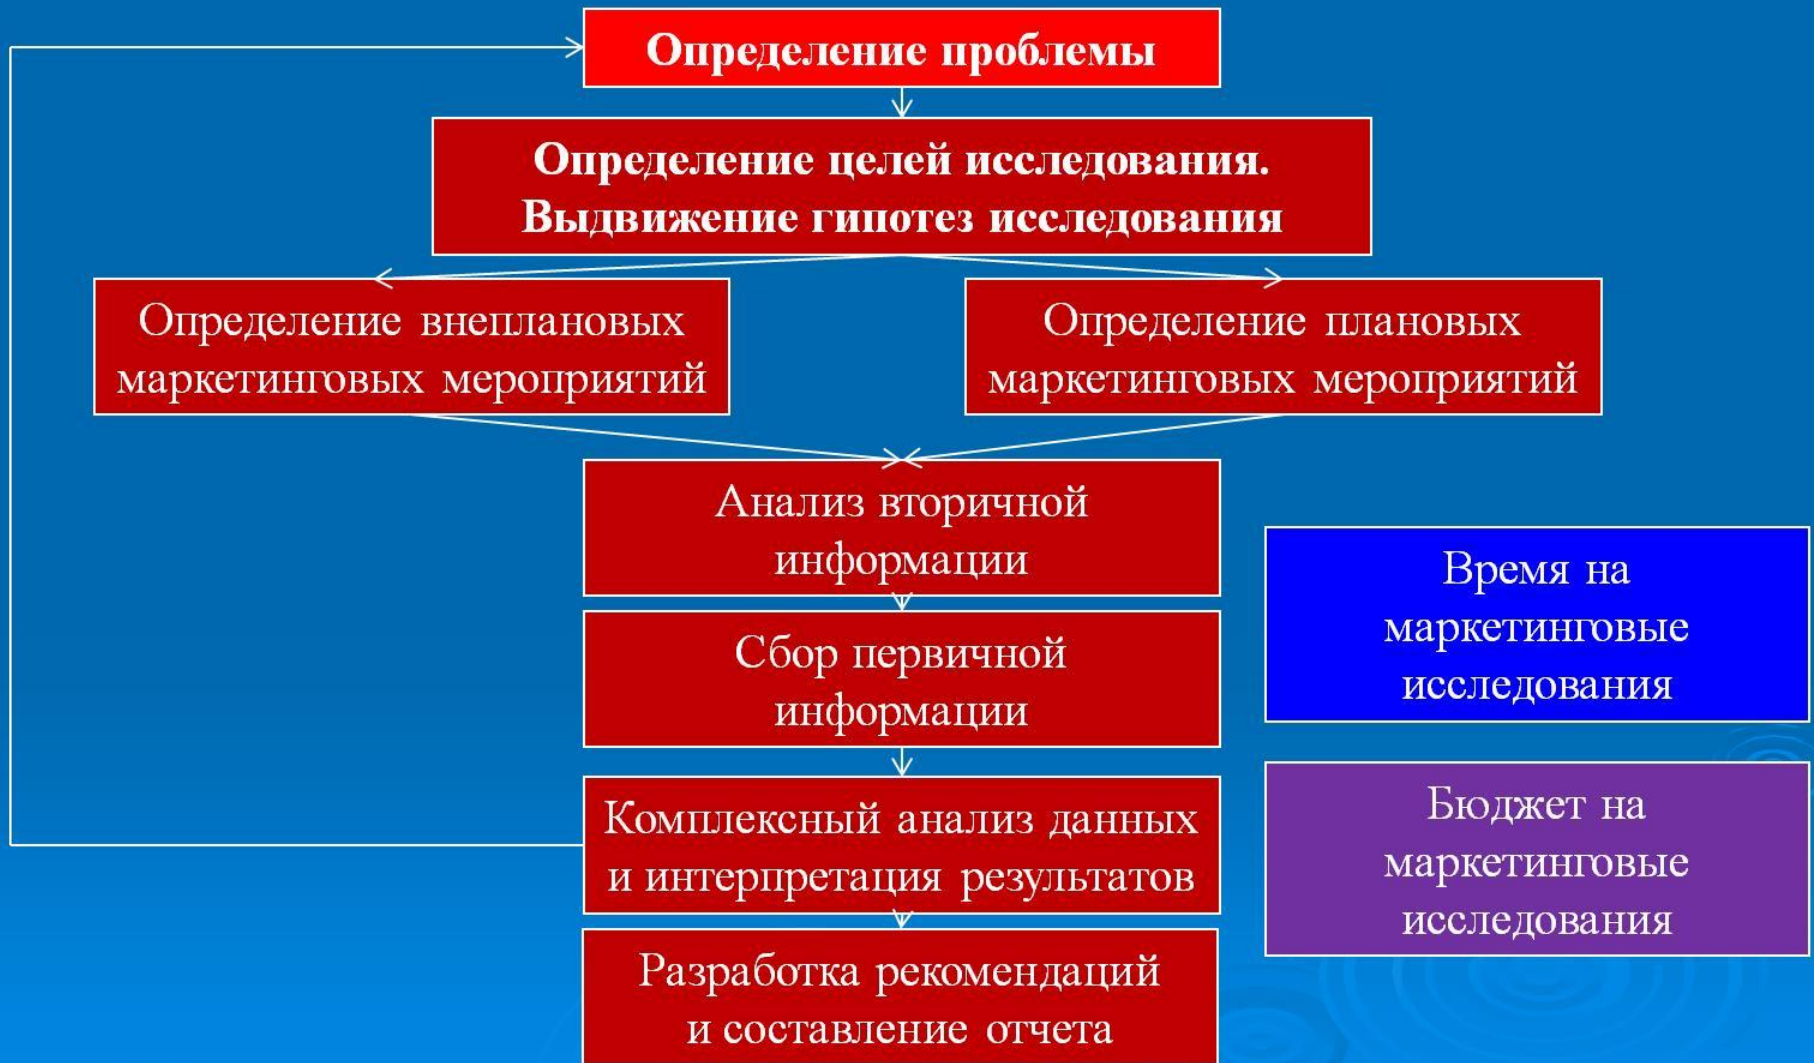 Определение проблемы
Определение целей исследования.
Выдвижение гипотез исследования
Определение внеплановых
маркетинговых мероприятий
Определение плановых
маркетинговых мероприятий
Анализ вторичной
информации
Сбор первичной
информации
Комплексный анализ данных
и интерпретация результатов
Разработка рекомендаций
и составление отчета
Время на
маркетинговые
исследования
Бюджет на
маркетинговые
исследования